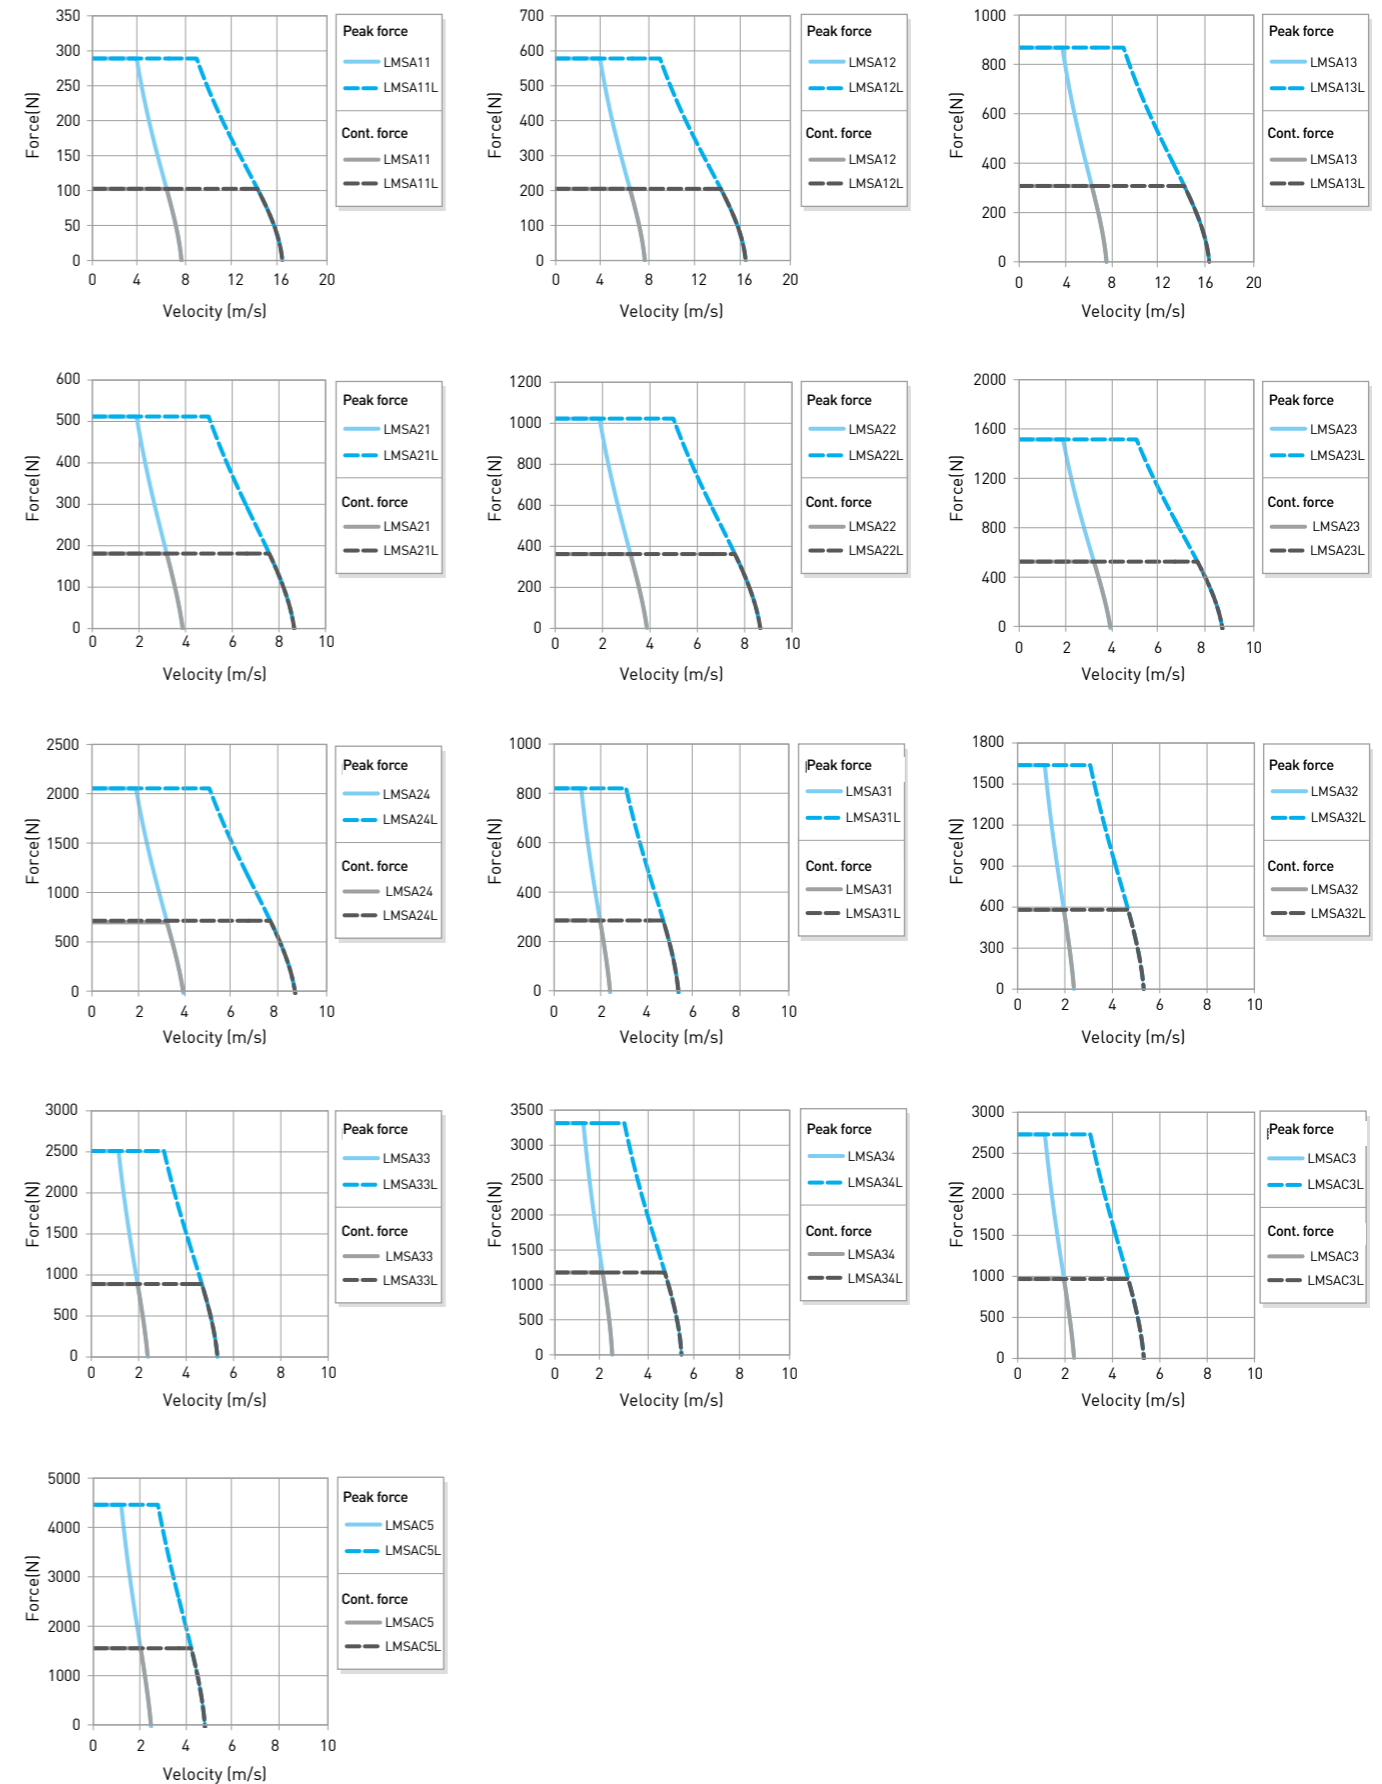 350
300
250
200
150
100
50
0
0 4 8 12 16 20
Force(N)
Velocity (m/s)
Peak force
LMSA11
LMSA11L
Cont. force
LMSA11
LMSA11L
700
600
500
400
300
200
100
0
0 4 8 12 16 20
Force(N)
Velocity (m/s)
Peak force
LMSA12
LMSA12L
Cont. force
LMSA12
LMSA12L
1000
800
600
400
200
0
0 4 8 12 16 20
Force(N)
Velocity (m/s)
Peak force
LMSA13
LMSA13L
Cont. force
LMSA13
LMSA13L
600
500
400
300
200
100
0
0 2 4 6 8 10
Force(N)
Velocity (m/s)
Peak force
LMSA21
LMSA21L
Cont. force
LMSA21
LMSA21L
1200
1000
800
600
400
200
0
0 2 4 6 8 10
Force(N)
Velocity (m/s)
Peak force
LMSA22
LMSA22L
Cont. force
LMSA22
LMSA22L
2000
1600
1200
800
400
0
0 2 4 6 8 10
Force(N)
Velocity (m/s)
Peak force
LMSA23
LMSA23L
Cont. force
LMSA23
LMSA23L
2500
2000
1500
1000
500
0
0 2 4 6 8 10
Force(N)
Velocity (m/s)
Peak force
LMSA24
LMSA24L
Cont. force
LMSA24
LMSA24L
1000
800
600
400
200
0
0 2 4 6 8 10
Force(N)
Velocity (m/s)
Peak force
LMSA31
LMSA31L
Cont. force
LMSA31
LMSA31L
1800
1500
1200
900
600
300
0
0 2 4 6 8 10
Force(N)
Velocity (m/s)
Peak force
LMSA32
LMSA32L
Cont. force
LMSA32
LMSA32L
3000
2500
2000
1500
1000
500
0
0 2 4 6 8 10
Force(N)
Velocity (m/s)
Peak force
LMSA33
LMSA33L
Cont. force
LMSA33
LMSA33L
3500
3000
2500
2000
1500
1000
500
0
0 2 4 6 8 10
Force(N)
Velocity (m/s)
Peak force
LMSA34
LMSA34L
Cont. force
LMSA34
LMSA34L
3000
2500
2000
1500
1000
500
0
0 2 4 6 8 10
Force(N)
Velocity (m/s)
Peak force
LMSAC3
LMSAC3L
Cont. force
LMSAC3
LMSAC3L
5000
4000
3000
2000
1000
0
0 2 4 6 8 10
Force(N)
Velocity (m/s)
Peak force
LMSAC5
LMSAC5L
Cont. force
LMSAC5
LMSAC5L